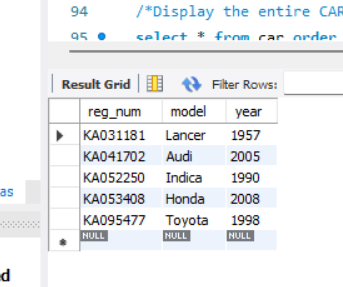 94 /*Display the entire CAR
95 select * from car order
Result Grid Filter Rows:
reg_num model year
KA031181 Lancer 1957
KA041702 Audi 2005
KA052250 Indica 1990
KA053408 Honda 2008
KA095477 Toyota 1998
NULL NULL NULL
as
d